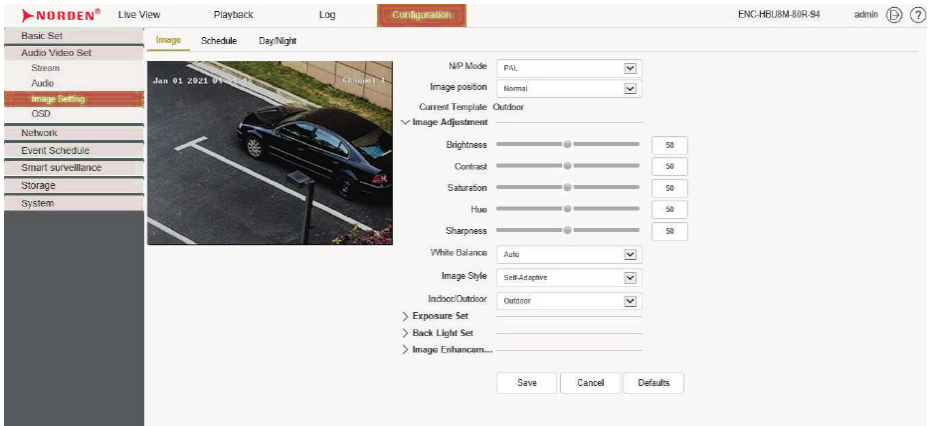 NORDEN®
Live View
Playback
Log
Configuration
ENC-HBU8M-80R-S4
admin
?
Basic Set
Audio Video Set
Stream
Audio
Image Setting
OSD
Network
Event Schedule
Smart surveillance
Storage
System
Image
Schedule
Day/Night
Jan 01 2021
Channel 1
N/P Mode
PAL
Image position
Normal
Current Template Outdoor
Image Adjustment
Brightness
50
Contrast
50
Saturation
50
Hue
50
Sharpness
50
White Balance
Auto
Image Style
Self-Adaptive
Indoor/Outdoor
Outdoor
Exposure Set
Back Light Set
Image Enhancem...
Save
Cancel
Defaults